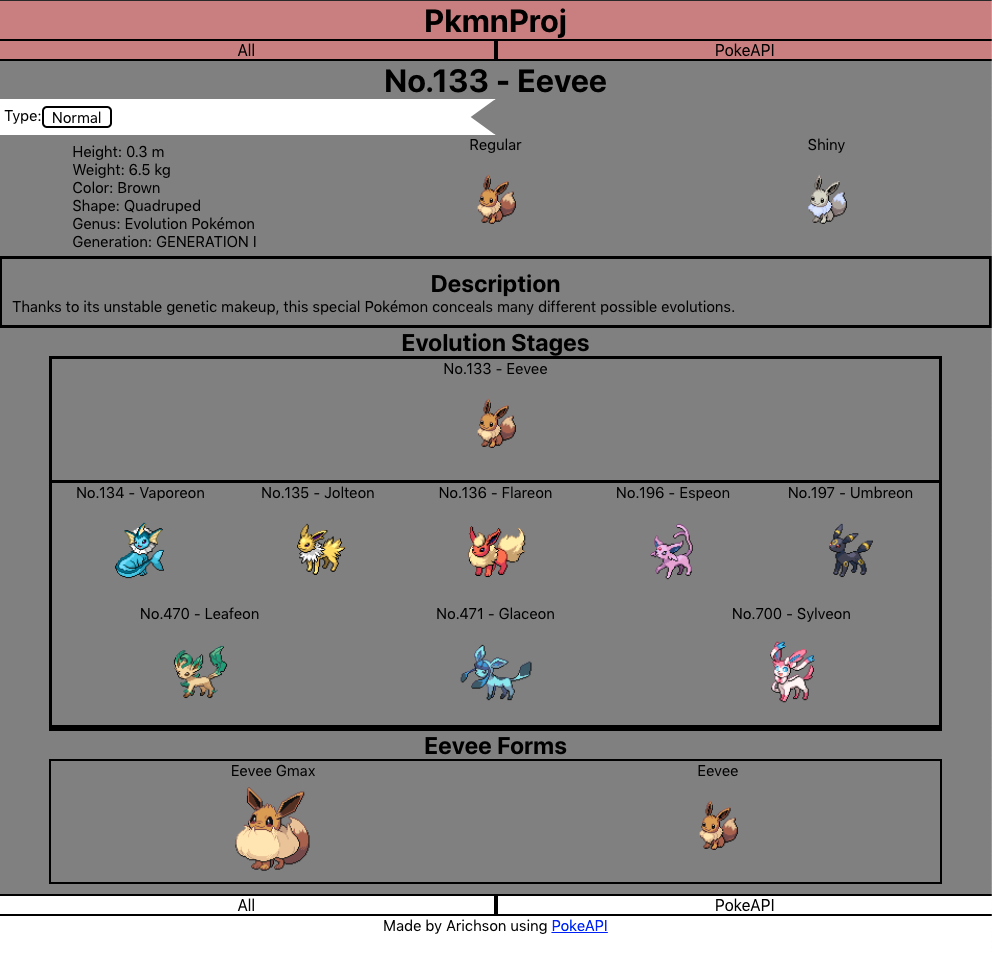 PkmnProj
All PokeAPI
No.133 - Eevee
Type: Normal
Height: 0.3 m
Weight: 6.5 kg
Color: Brown
Shape: Quadruped
Genus: Evolution Pokémon
Generation: GENERATION I
Regular
Shiny
Description
Thanks to its unstable genetic makeup, this special Pokémon conceals many different possible evolutions.
Evolution Stages
No.133 - Eevee
No.134 - Vaporeon No.135 - Jolteon No.136 - Flareon No.196 - Espeon No.197 - Umbreon
No.470 - Leafeon No.471 - Glaceon No.700 - Sylveon
Eevee Forms
Eevee Gmax Eevee
All PokeAPI
Made by Arichson using PokeAPI